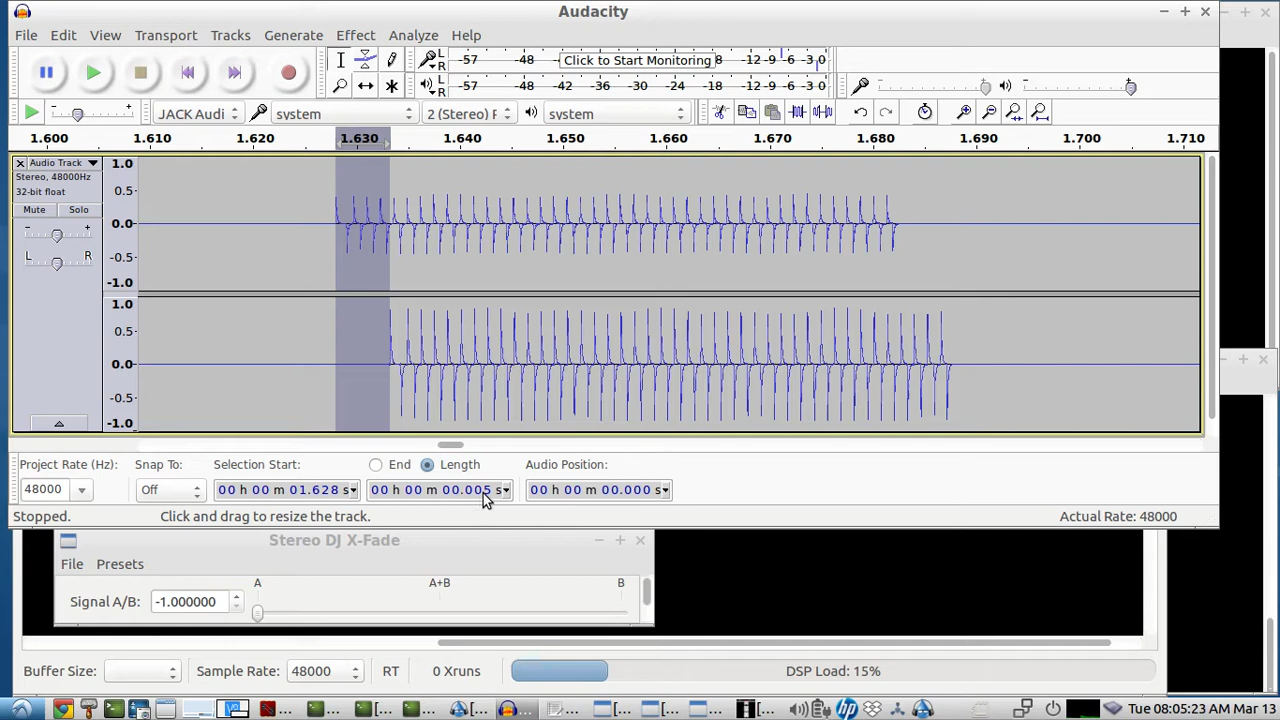 Audacity
File Edit View Transport Tracks Generate Effect Analyze Help
L R -57 -48 Click to Start Monitoring 8 -12 -9 -6 -3 0
L R -57 -48 -42 -36 -30 -24 -18 -12 -9 -6 -3 0
JACK Audi system 2 (Stereo) R system
1.600 1.620 1.630 1.640 1.650 1.660 1.670 1.680 1.690 1.700 1.710
Audio Track
Stereo, 48000Hz
32-bit float
Mute Solo
- +
L R
1.0
0.5
0.0
-0.5
-1.0
1.0
0.5
0.0
-0.5
-1.0
Project Rate (Hz): Snap To: Selection Start: End Length Audio Position:
48000 Off 00 h 00 m 01.628 s 00 h 00 m 00.005 s 00 h 00 m 00.000 s
Stopped. Click and drag to resize the track. Actual Rate: 48000
Stereo DJ X-Fade
File Presets
A A+B B
Signal A/B: -1.000000
Buffer Size: Sample Rate: 48000 RT 0 Xruns DSP Load: 15%
Tue 08:05:23 AM Mar 13